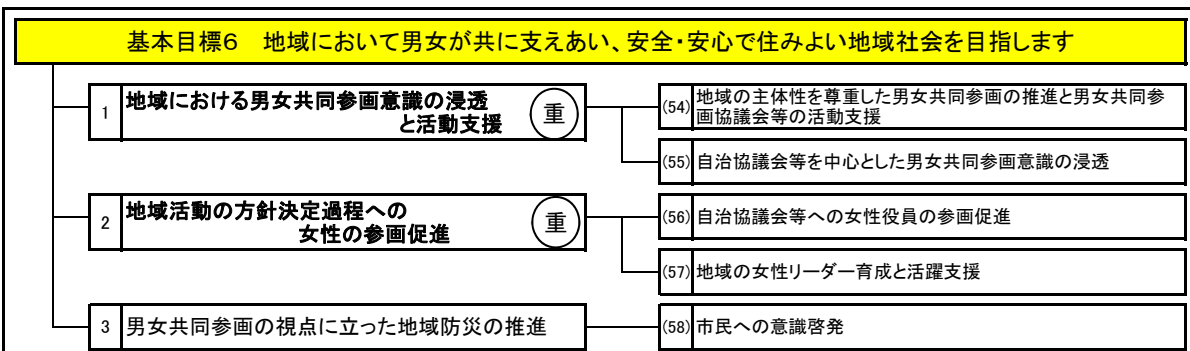 基本目標6　地域において男女が共に支えあい、安全・安心で住みよい地域社会を目指します
1 地域における男女共同参画意識の浸透
と活動支援 重
(54) 地域の主体性を尊重した男女共同参画の推進と男女共同参
画協議会等の活動支援
(55) 自治協議会等を中心とした男女共同参画意識の浸透
2 地域活動の方針決定過程への
女性の参画促進 重
(56) 自治協議会等への女性役員の参画促進
(57) 地域の女性リーダー育成と活躍支援
3 男女共同参画の視点に立った地域防災の推進
(58) 市民への意識啓発